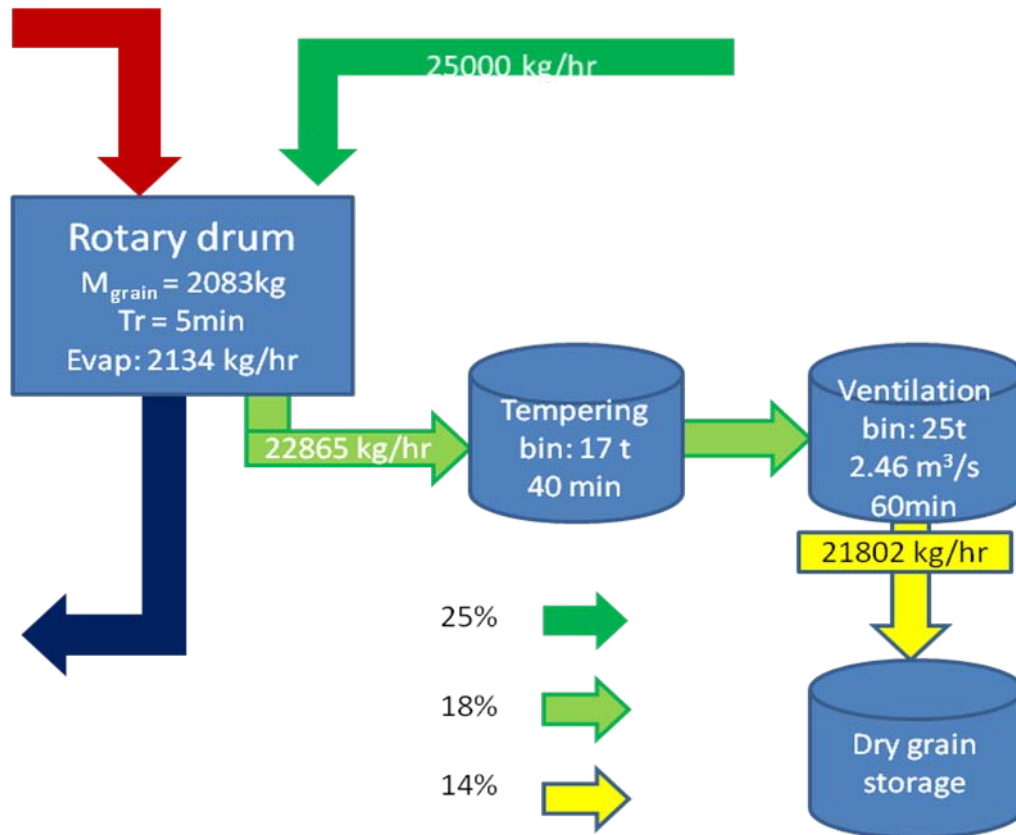 25000 kg/hr
Rotary drum
Mgrain = 2083kg
Tr = 5min
Evap: 2134 kg/hr
22865 kg/hr
Tempering
bin: 17 t
40 min
Ventilation
bin: 25t
2.46 m³/s
60min
21802 kg/hr
25%
18%
14%
Dry grain
storage